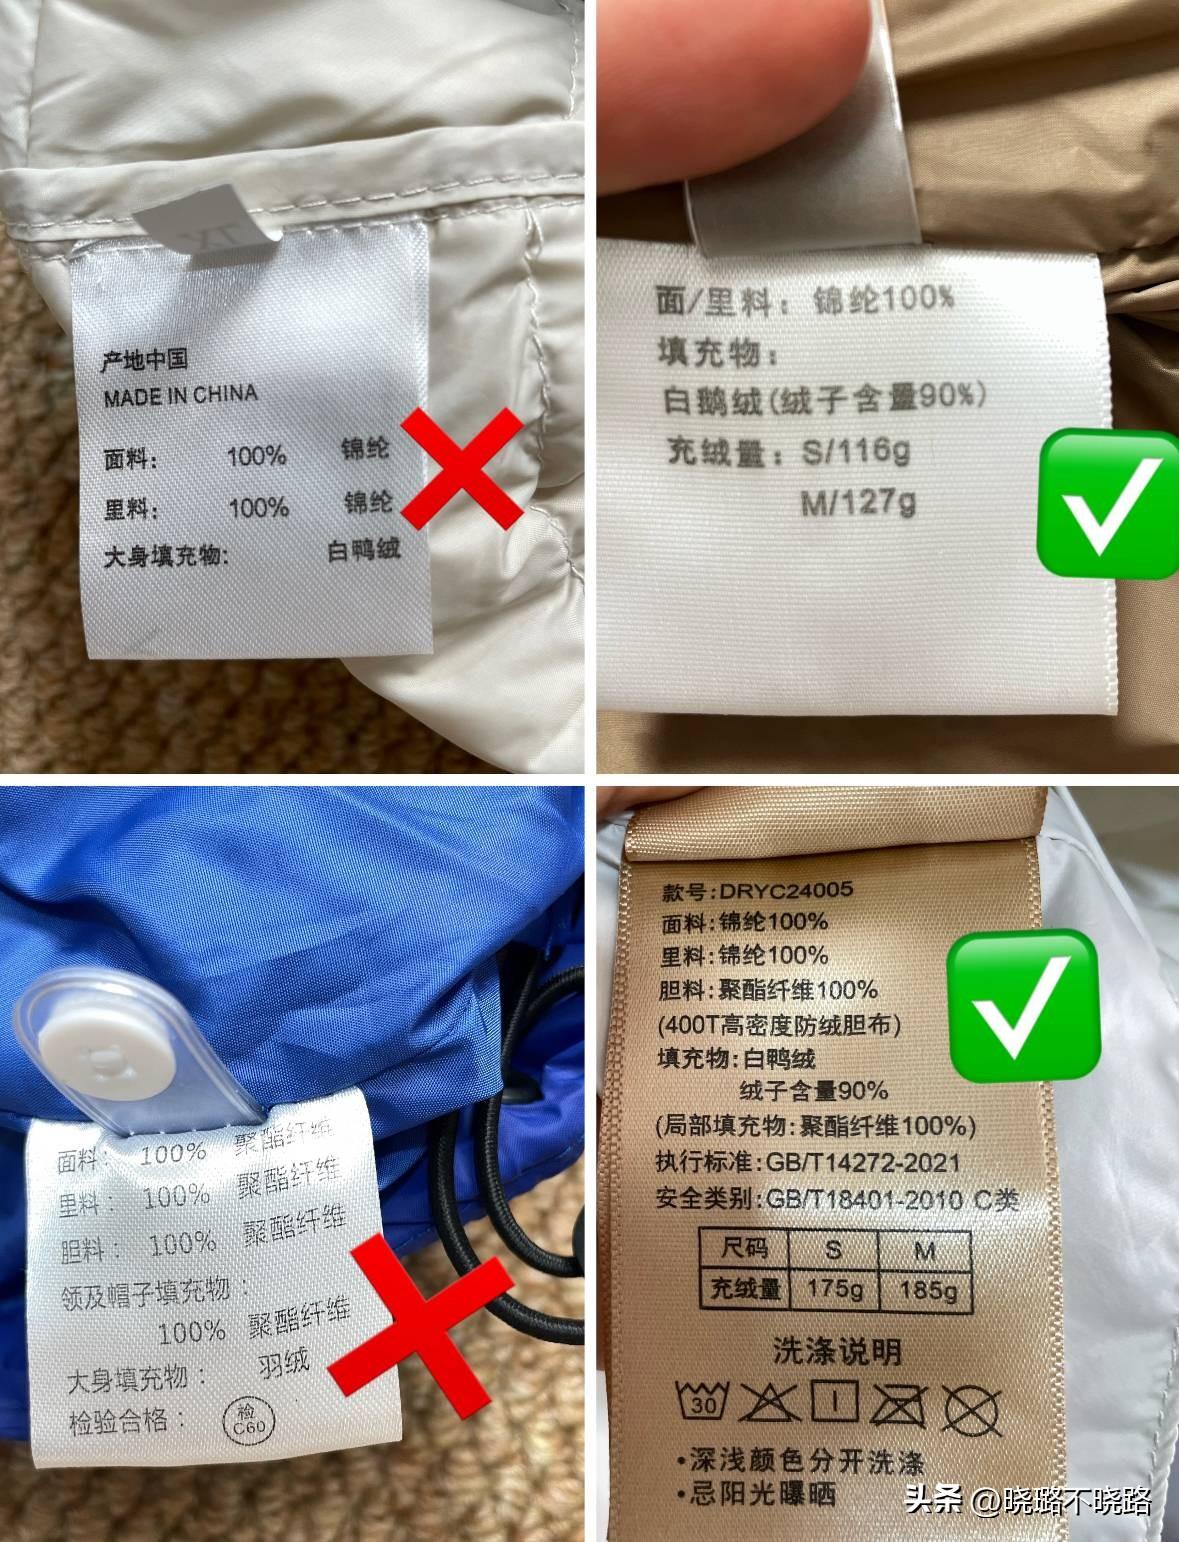 产地中国
MADE IN CHINA
面料: 100% 锦纶
里料: 100% 锦纶
大身填充物: 白鸭绒
面/里料: 锦纶100%
填充物:
白鹅绒(绒子含量90%)
充绒量: S/116g
M/127g
面料: 100% 聚酯纤维
里料: 100% 聚酯纤维
胆料: 100% 聚酯纤维
领及帽子填充物:
100% 聚酯纤维
大身填充物: 羽绒
检验合格: 检 C60
款号:DRYC24005
面料:锦纶100%
里料:锦纶100%
胆料:聚酯纤维100%
(400T高密度防绒胆布)
填充物:白鸭绒
绒子含量90%
(局部填充物:聚酯纤维100%)
执行标准:GB/T14272-2021
安全类别:GB/T18401-2010 C类
尺码 S M
充绒量 175g 185g
洗涤说明
30
•深浅颜色分开洗涤
•忌阳光曝晒
头条 @晓璐不晓路